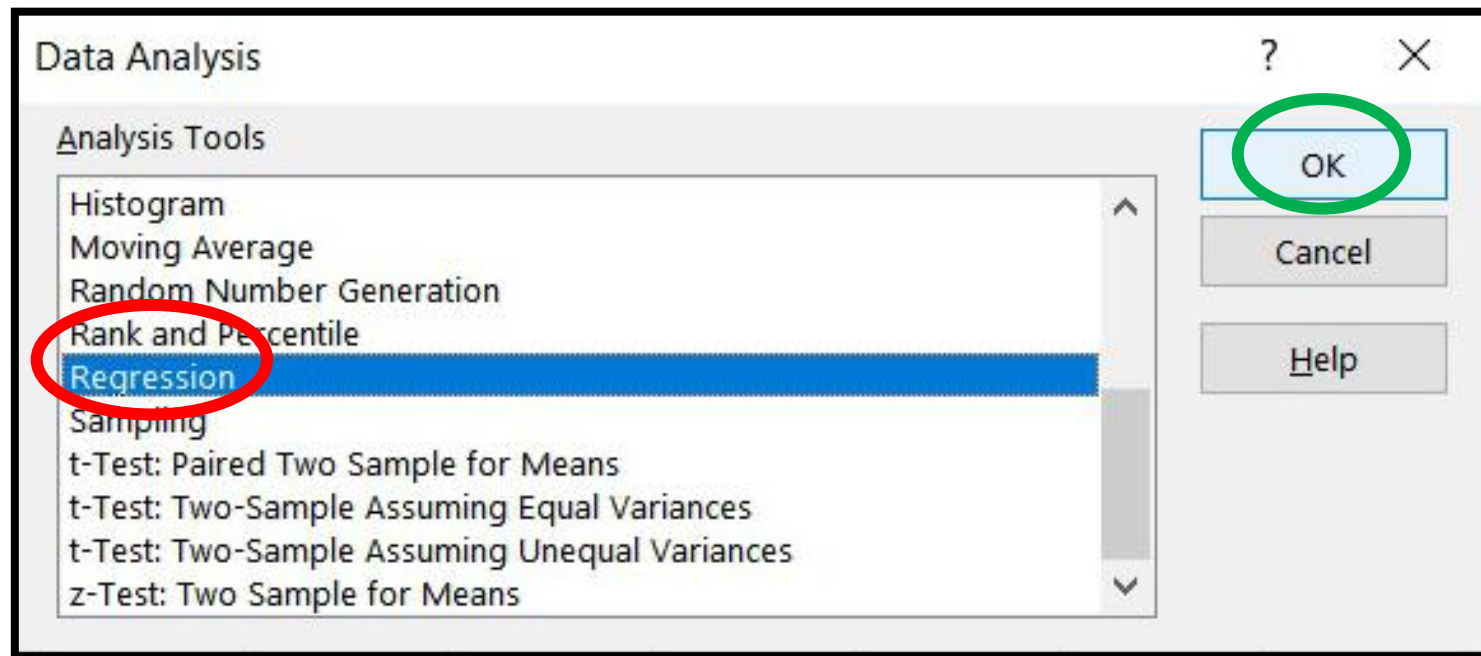 Data Analysis
?
Analysis Tools
OK
Histogram
Moving Average
Cancel
Random Number Generation
Rank and Percentile
Help
Regression
Sampling
t-Test: Paired Two Sample for Means
t-Test: Two-Sample Assuming Equal Variances
t-Test: Two-Sample Assuming Unequal Variances
z-Test: Two Sample for Means